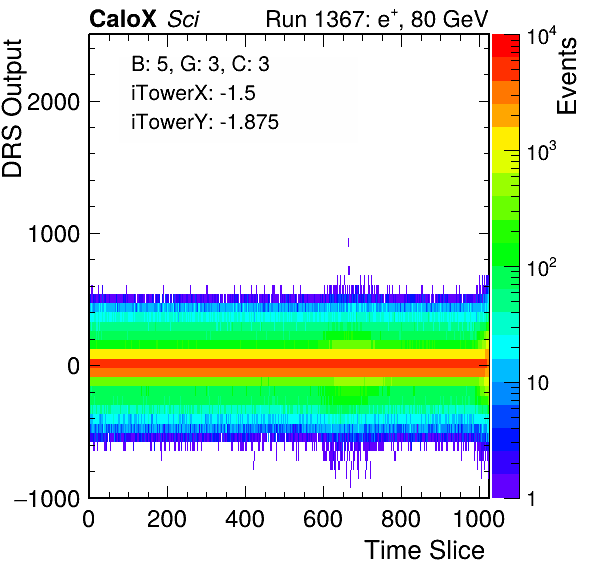 CaloX Sci
Run 1367: e⁺, 80 GeV
B: 5, G: 3, C: 3
iTowerX: -1.5
iTowerY: -1.875
DRS Output
2000
1000
0
−1000
0 200 400 600 800 1000
Time Slice
10⁴
10³
10²
10
1
Events